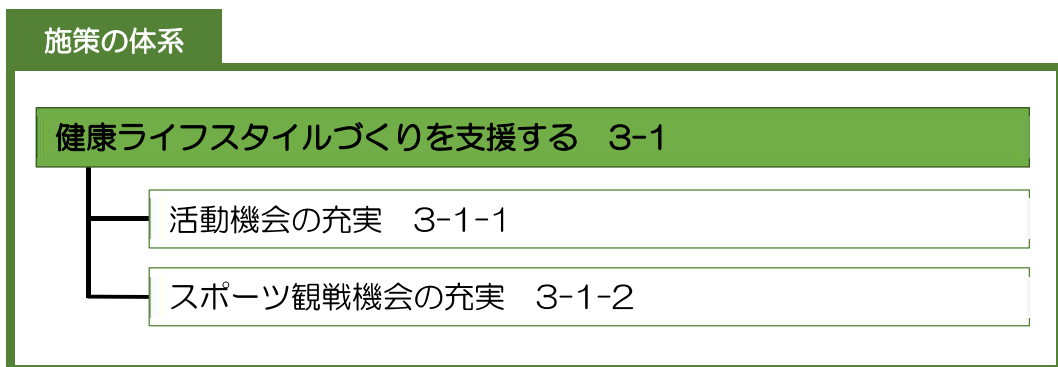 施策の体系
健康ライフスタイルづくりを支援する　3-1
活動機会の充実　3-1-1
スポーツ観戦機会の充実　3-1-2